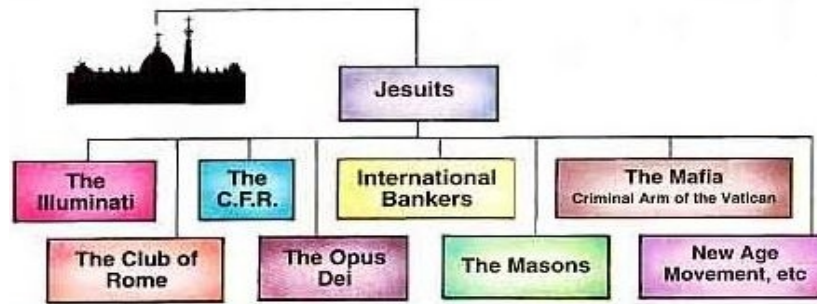 Jesuits
The
Illuminati
The
C.F.R.
International
Bankers
The Mafia
Criminal Arm of the Vatican
The Club of
Rome
The Opus
Dei
The Masons
New Age
Movement, etc